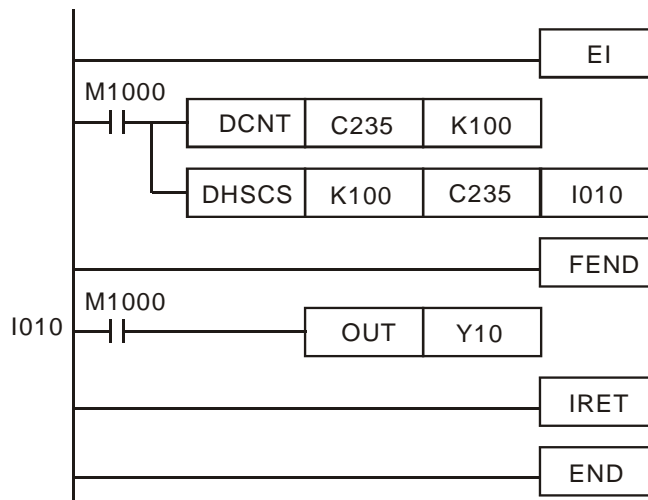 EI
M1000
DCNT C235 K100
DHSCS K100 C235 I010
FEND
M1000
I010 OUT Y10
IRET
END